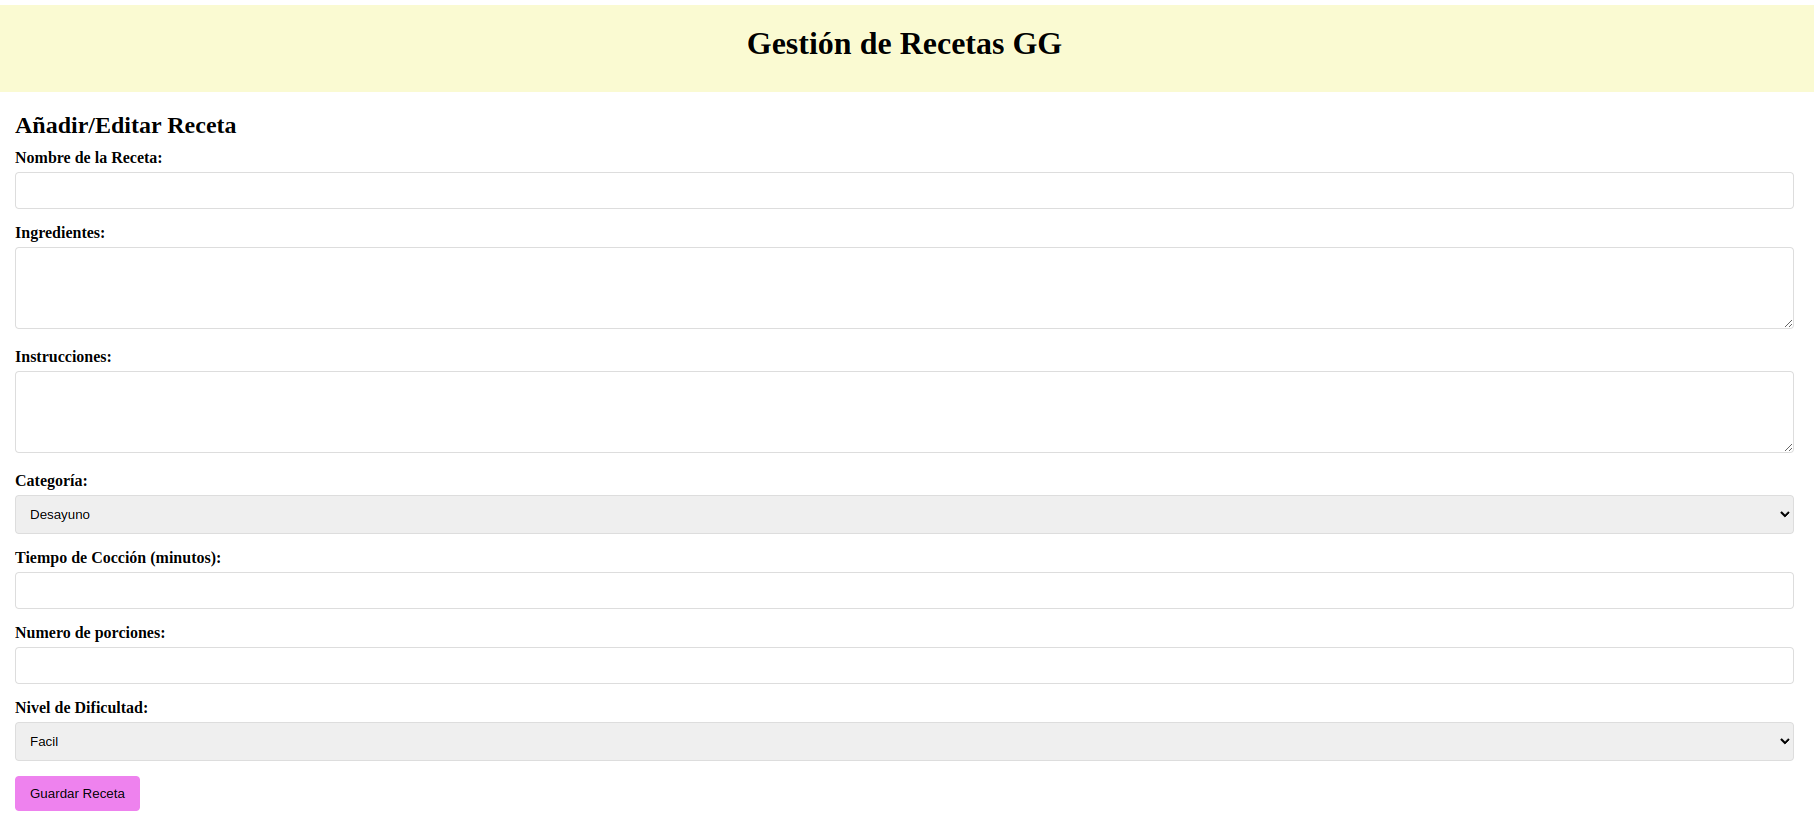 Gestión de Recetas GG
Añadir/Editar Receta
Nombre de la Receta:
Ingredientes:
Instrucciones:
Categoría:
Desayuno
Tiempo de Cocción (minutos):
Numero de porciones:
Nivel de Dificultad:
Facil
Guardar Receta